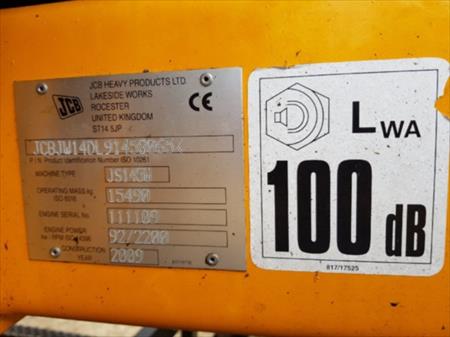 JCB
JCB HEAVY PRODUCTS LTD.
LAKESIDE WORKS
ROCESTER
UNITED KINGDOM
ST14 5JP
CE
P.I.N. Product Identification Number (ISO 10261)
MACHINE TYPE JS145W
OPERATING MASS kg 15490
ISO 6016
ENGINE SERIAL No. 111109
ENGINE POWER 92/2200
CONSTRUCTION
YEAR 2009
LWA
100 dB
817/17525